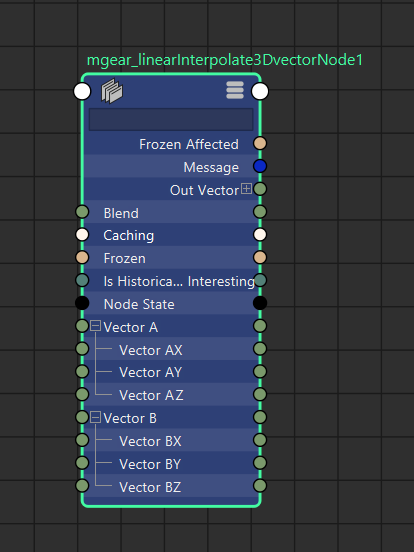 mgear_linearInterpolate3DvectorNode1
Frozen Affected
Message
Out Vector
Blend
Caching
Frozen
Is Historica... Interesting
Node State
Vector A
Vector AX
Vector AY
Vector AZ
Vector B
Vector BX
Vector BY
Vector BZ